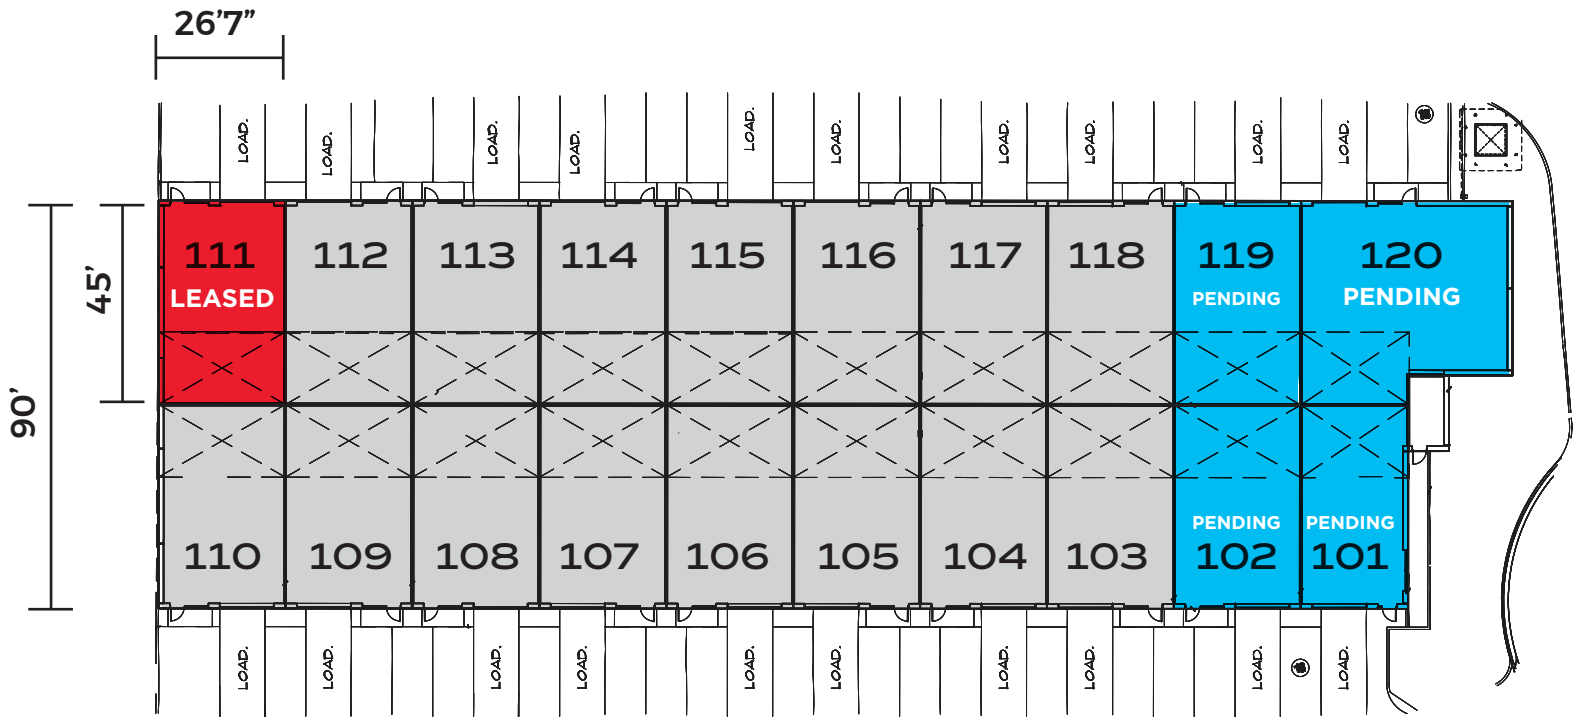 26'7”
LOAD. LOAD. LOAD. LOAD. LOAD. LOAD. LOAD. LOAD. LOAD. LOAD.
45'
90'
111 112 113 114 115 116 117 118 119 120
LEASED PENDING PENDING
PENDING PENDING
110 109 108 107 106 105 104 103 102 101
LOAD. LOAD. LOAD. LOAD. LOAD. LOAD. LOAD. LOAD. LOAD. LOAD.